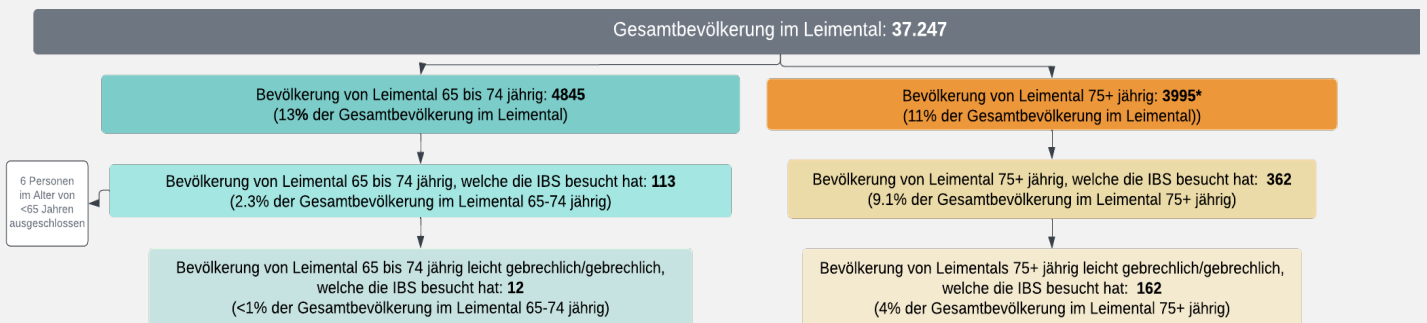 Gesamtbevölkerung im Leimental: 37.247
Bevölkerung von Leimental 65 bis 74 jährig: 4845
(13% der Gesamtbevölkerung im Leimental)
Bevölkerung von Leimental 75+ jährig: 3995*
(11% der Gesamtbevölkerung im Leimental))
6 Personen
im Alter von
<65 Jahren
ausgeschlossen
Bevölkerung von Leimental 65 bis 74 jährig, welche die IBS besucht hat: 113
(2.3% der Gesamtbevölkerung im Leimental 65-74 jährig)
Bevölkerung von Leimental 75+ jährig, welche die IBS besucht hat: 362
(9.1% der Gesamtbevölkerung im Leimental 75+ jährig)
Bevölkerung von Leimental 65 bis 74 jährig leicht gebrechlich/gebrechlich,
welche die IBS besucht hat: 12
(<1% der Gesamtbevölkerung im Leimental 65-74 jährig)
Bevölkerung von Leimentals 75+ jährig leicht gebrechlich/gebrechlich,
welche die IBS besucht hat: 162
(4% der Gesamtbevölkerung im Leimental 75+ jährig)